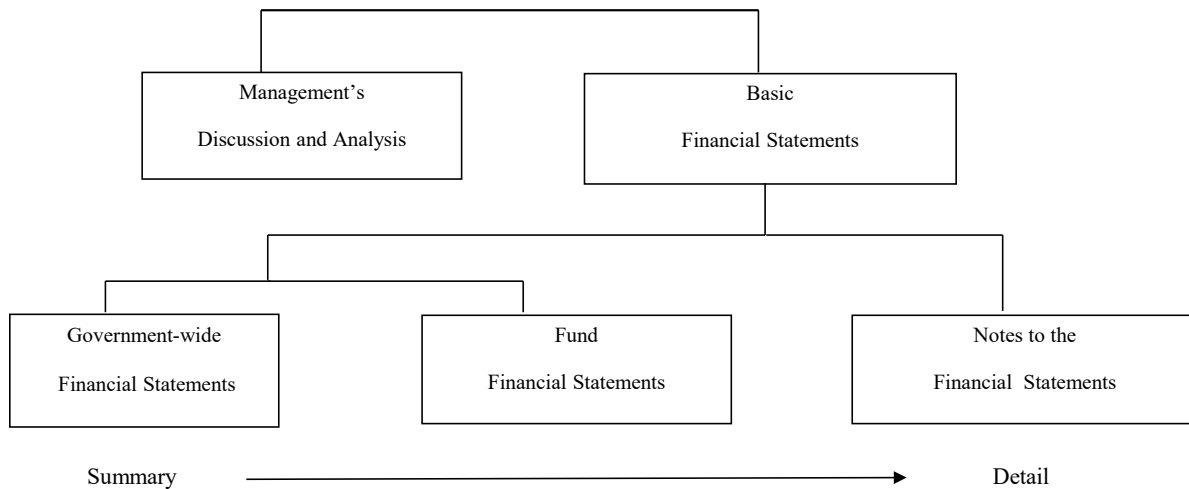 Management’s
Discussion and Analysis
Basic
Financial Statements
Government-wide
Financial Statements
Fund
Financial Statements
Notes to the
Financial Statements
Summary
Detail